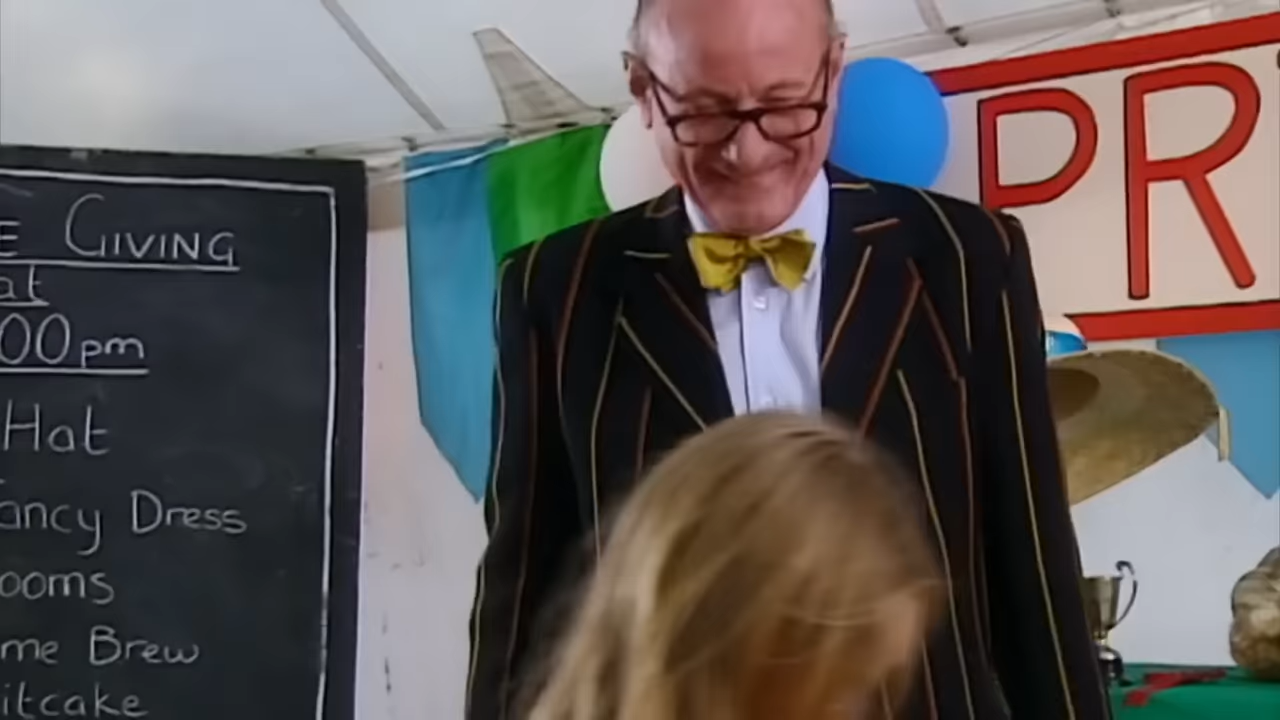 E GIVING
at
00pm
Hat
ancy Dress
ooms
me Brew
itcake
PR